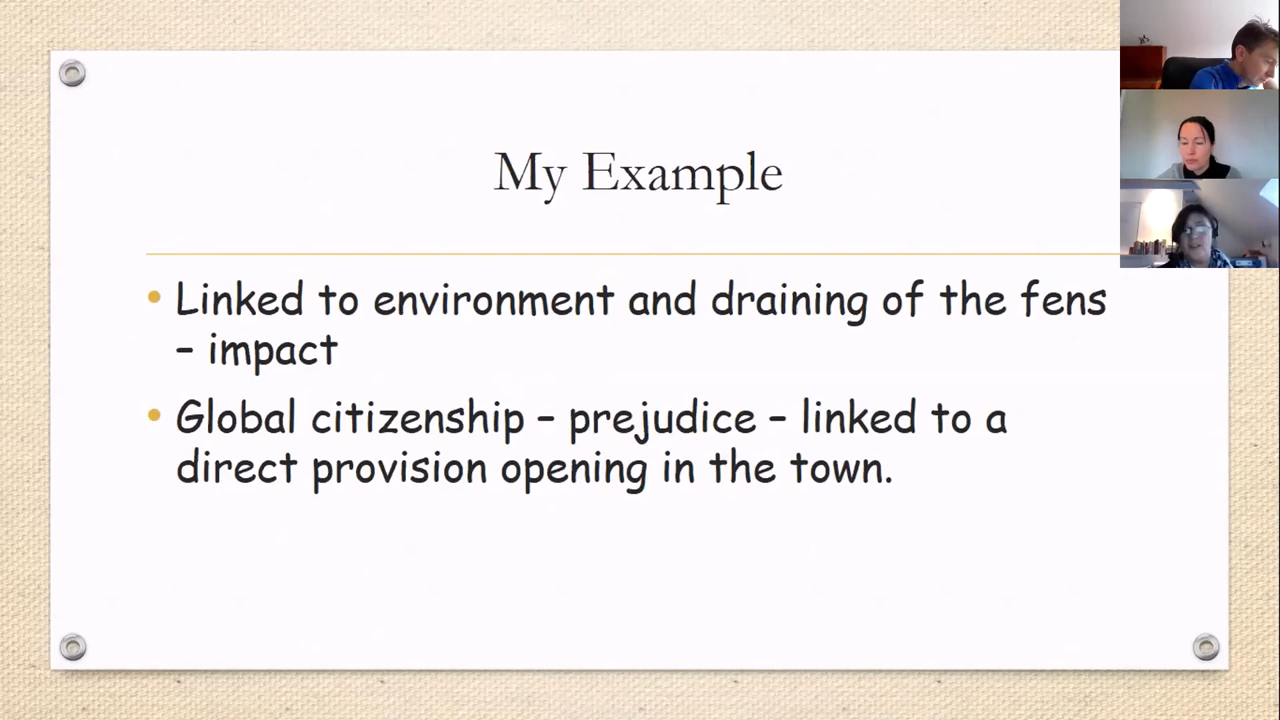 My Example
• Linked to environment and draining of the fens
– impact
• Global citizenship – prejudice – linked to a
direct provision opening in the town.